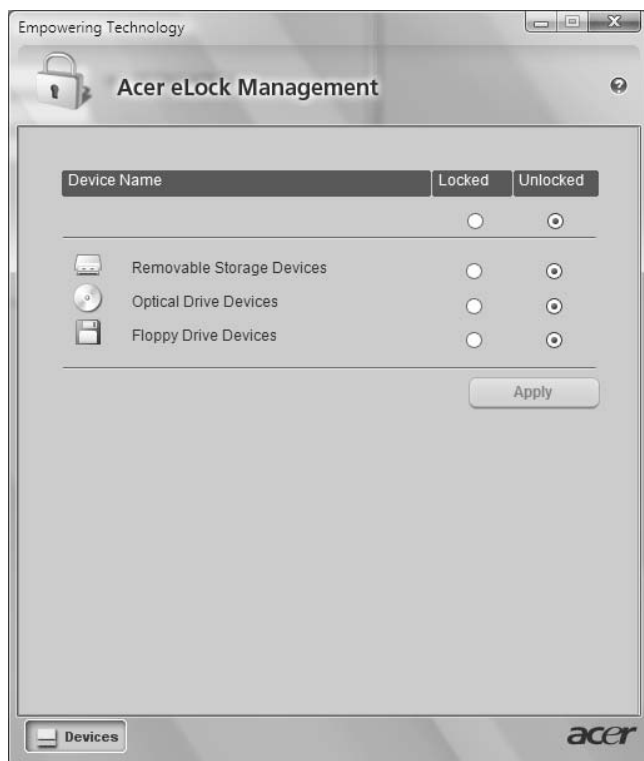 Empowering Technology
Acer eLock Management
Device Name Locked Unlocked
Removable Storage Devices
Optical Drive Devices
Floppy Drive Devices
Apply
Devices
acer